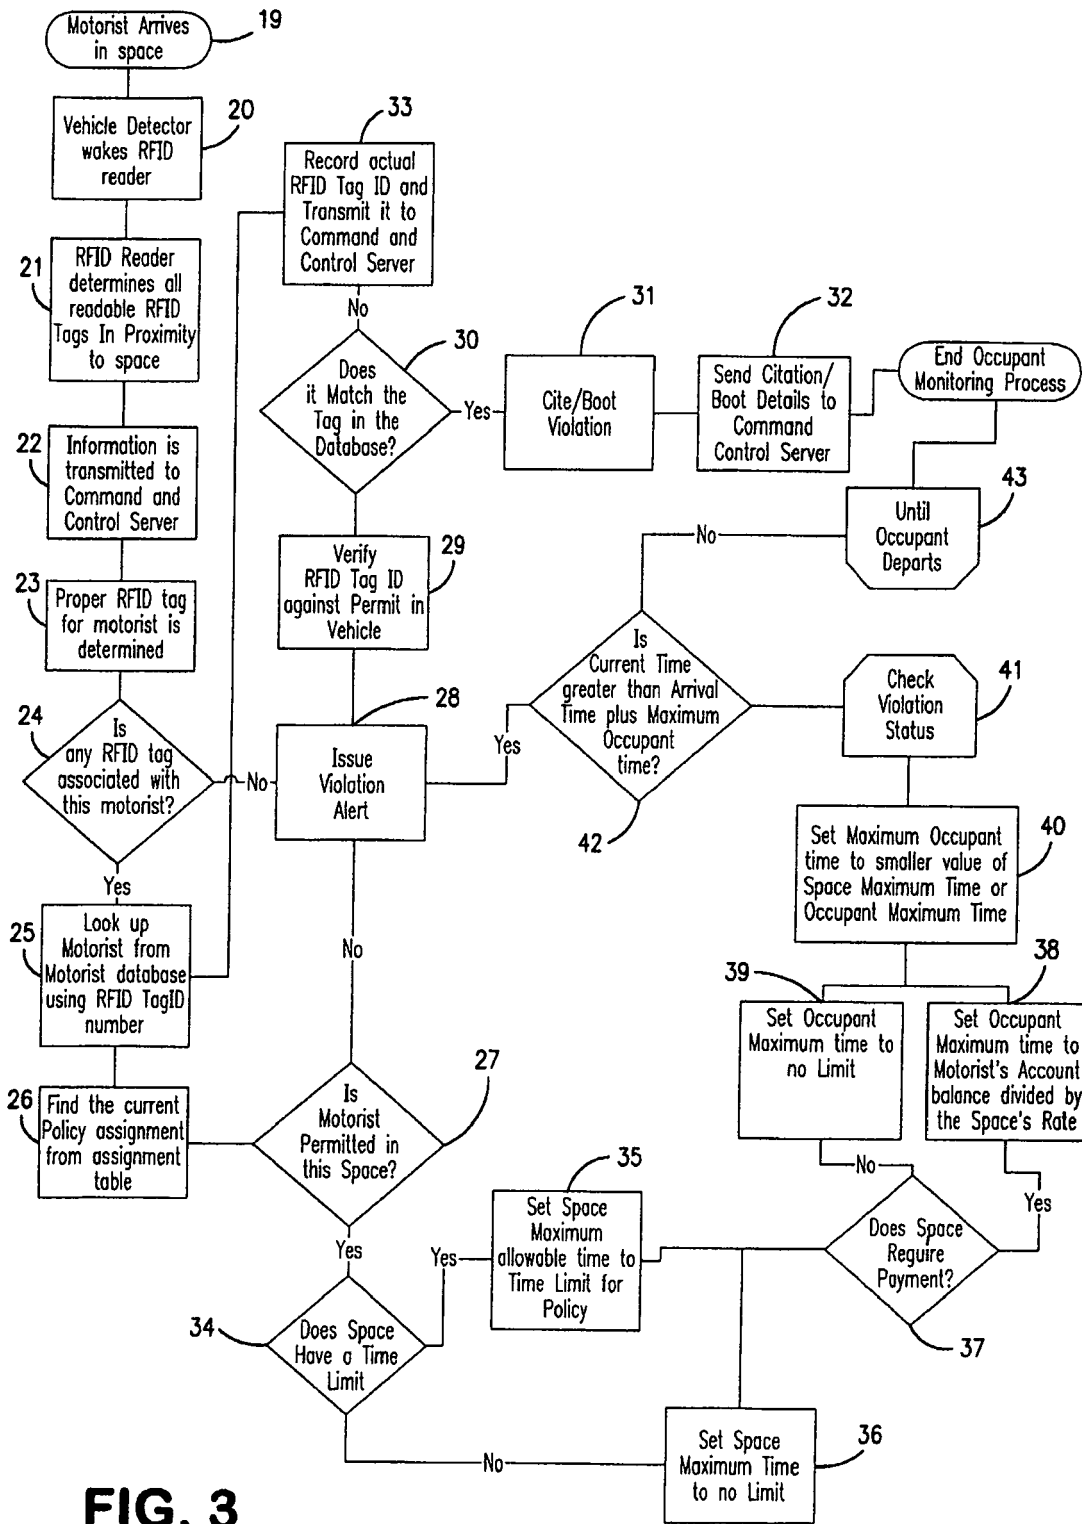 Motorist Arrives
in space
19
Vehicle Detector
wakes RFID
reader
20
RFID Reader
determines all
readable RFID
Tags In Proximity
to space
21
Information is
transmitted to
Command and
Control Server
22
Proper RFID tag
for motorist is
determined
23
Is
any RFID tag
associated with
this motorist?
24
No
Yes
Look up
Motorist from
Motorist database
using RFID TagID
number
25
Find the current
Policy assignment
from assignment
table
26
Is
Motorist
Permitted in
this Space?
27
No
Yes
Issue
Violation
Alert
28
Verify
RFID Tag ID
against Permit in
Vehicle
29
Does
it Match the
Tag in the
Database?
30
No
Yes
Cite/Boot
Violation
31
Send Citation/
Boot Details to
Command
Control Server
32
End Occupant
Monitoring Process
Record actual
RFID Tag ID and
Transmit it to
Command and
Control Server
33
Does Space
Have a Time
Limit
34
Yes
No
Set Space
Maximum
allowable time to
Time Limit for
Policy
35
Set Space
Maximum Time
to no Limit
36
Does Space
Reguire
Payment?
37
No
Yes
Set Occupant
Maximum time to
Motorist's Account
balance divided by
the Space's Rate
38
Set Occupant
Maximum time to
no Limit
39
Set Maximum Occupant
time to smaller value of
Space Maximum Time or
Occupant Maximum Time
40
Check
Violation
Status
41
Is
Current Time
greater than Arrival
Time plus Maximum
Occupant
time?
42
Yes
No
Until
Occupant
Departs
43
FIG. 3